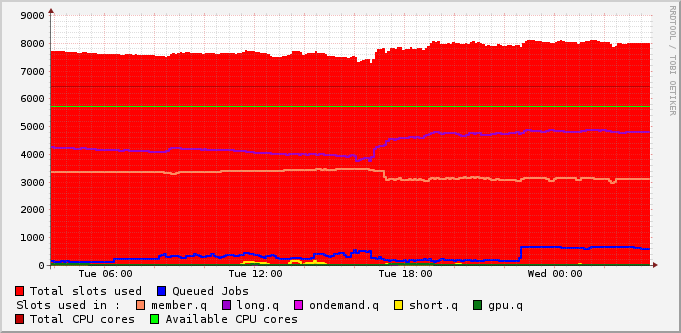 9000
8000
7000
6000
5000
4000
3000
2000
1000
0
Tue 06:00 Tue 12:00 Tue 18:00 Wed 00:00
RRDTOOL / TOBI OETIKER
Total slots used Queued Jobs
Slots used in : member.q long.q ondemand.q short.q gpu.q
Total CPU cores Available CPU cores